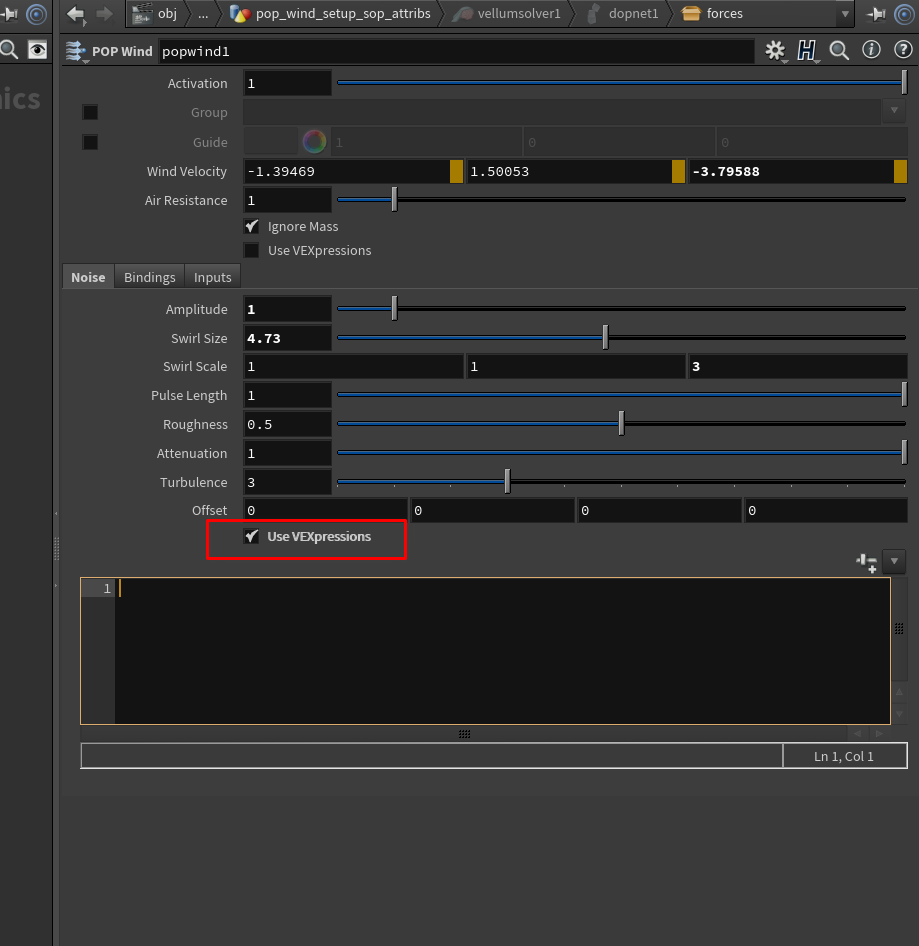 obj ... pop_wind_setup_sop_attribs vellumsolver1 dopnet1 forces
POP Wind popwind1
ics
Activation 1
Group
Guide 1 0 0
Wind Velocity -1.39469 1.50053 -3.79588
Air Resistance 1
Ignore Mass
Use VEXpressions
Noise Bindings Inputs
Amplitude 1
Swirl Size 4.73
Swirl Scale 1 1 3
Pulse Length 1
Roughness 0.5
Attenuation 1
Turbulence 3
Offset 0 0 0 0
Use VEXpressions
1
Ln 1, Col 1